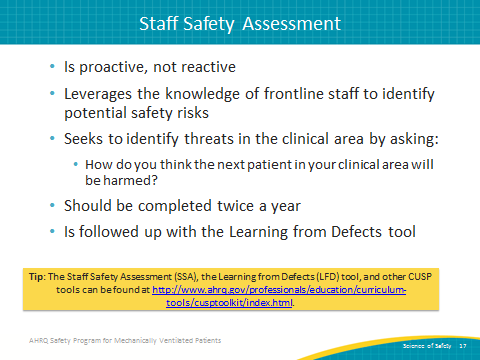 Staff Safety Assessment
• Is proactive, not reactive
• Leverages the knowledge of frontline staff to identify
potential safety risks
• Seeks to identify threats in the clinical area by asking:
• How do you think the next patient in your clinical area will
be harmed?
• Should be completed twice a year
• Is followed up with the Learning from Defects tool
Tip: The Staff Safety Assessment (SSA), the Learning from Defects (LFD) tool, and other CUSP
tools can be found at http://www.ahrq.gov/professionals/education/curriculum-
tools/cusptoolkit/index.html.
AHRQ Safety Program for Mechanically Ventilated Patients
Science of Safety 17